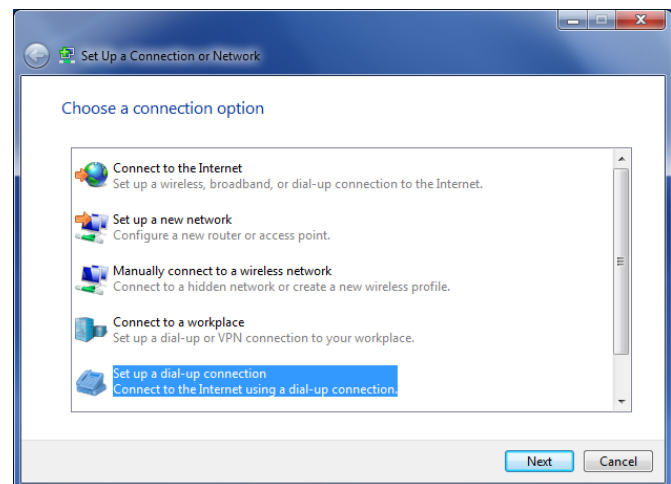 Set Up a Connection or Network
Choose a connection option
Connect to the Internet
Set up a wireless, broadband, or dial-up connection to the Internet.
Set up a new network
Configure a new router or access point.
Manually connect to a wireless network
Connect to a hidden network or create a new wireless profile.
Connect to a workplace
Set up a dial-up or VPN connection to your workplace.
Set up a dial-up connection
Connect to the Internet using a dial-up connection.
Next Cancel